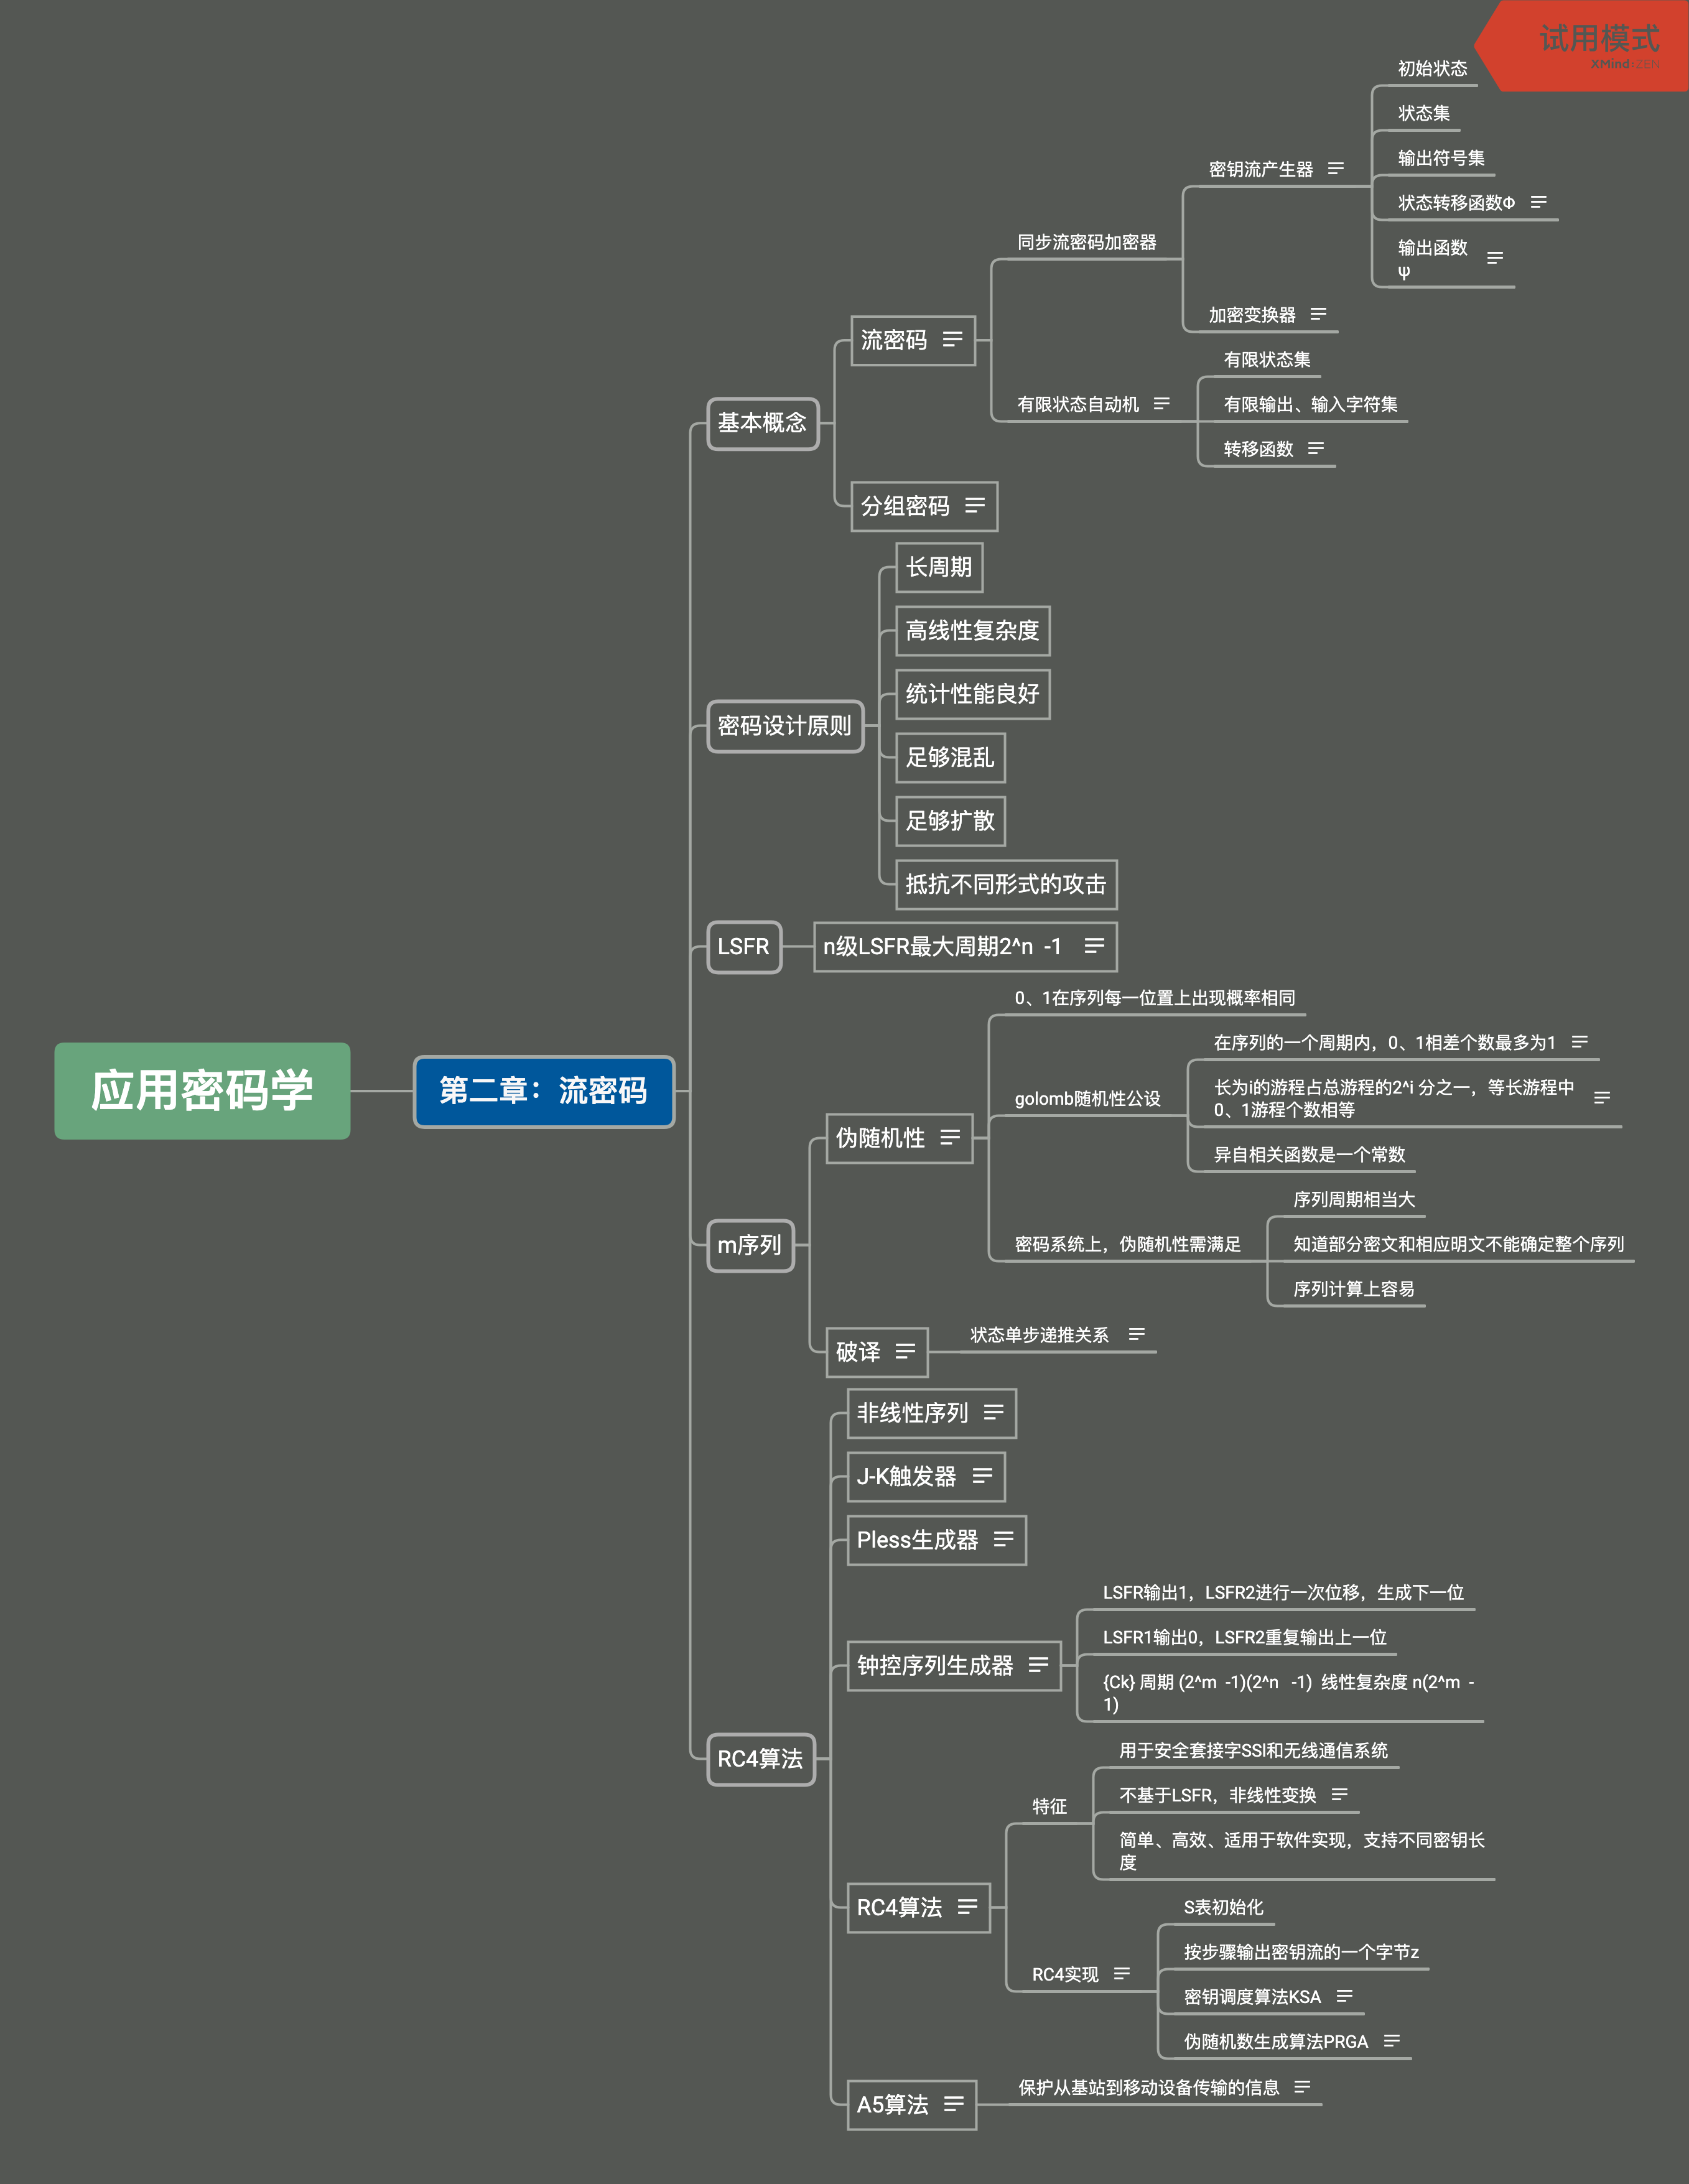 试用模式
XMind:ZEN
应用密码学
第二章：流密码
基本概念
流密码
同步流密码加密器
密钥流产生器
初始状态
状态集
输出符号集
状态转移函数Φ
输出函数
ψ
加密变换器
有限状态自动机
有限状态集
有限输出、输入字符集
转移函数
分组密码
密码设计原则
长周期
高线性复杂度
统计性能良好
足够混乱
足够扩散
抵抗不同形式的攻击
LSFR
n级LSFR最大周期2^n -1
m序列
伪随机性
0、1在序列每一位置上出现概率相同
golomb随机性公设
在序列的一个周期内，0、1相差个数最多为1
长为i的游程占总游程的2^i 分之一，等长游程中
0、1游程个数相等
异自相关函数是一个常数
密码系统上，伪随机性需满足
序列周期相当大
知道部分密文和相应明文不能确定整个序列
序列计算上容易
破译
状态单步递推关系
RC4算法
非线性序列
J-K触发器
Pless生成器
钟控序列生成器
LSFR输出1，LSFR2进行一次位移，生成下一位
LSFR1输出0，LSFR2重复输出上一位
{Ck} 周期 (2^m -1)(2^n -1) 线性复杂度 n(2^m -
1)
RC4算法
特征
用于安全套接字SSl和无线通信系统
不基于LSFR，非线性变换
简单、高效、适用于软件实现，支持不同密钥长
度
RC4实现
S表初始化
按步骤输出密钥流的一个字节z
密钥调度算法KSA
伪随机数生成算法PRGA
A5算法
保护从基站到移动设备传输的信息